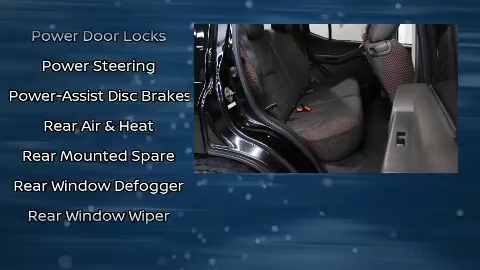 Power Door Locks
Power Steering
Power-Assist Disc Brakes
Rear Air & Heat
Rear Mounted Spare
Rear Window Defogger
Rear Window Wiper